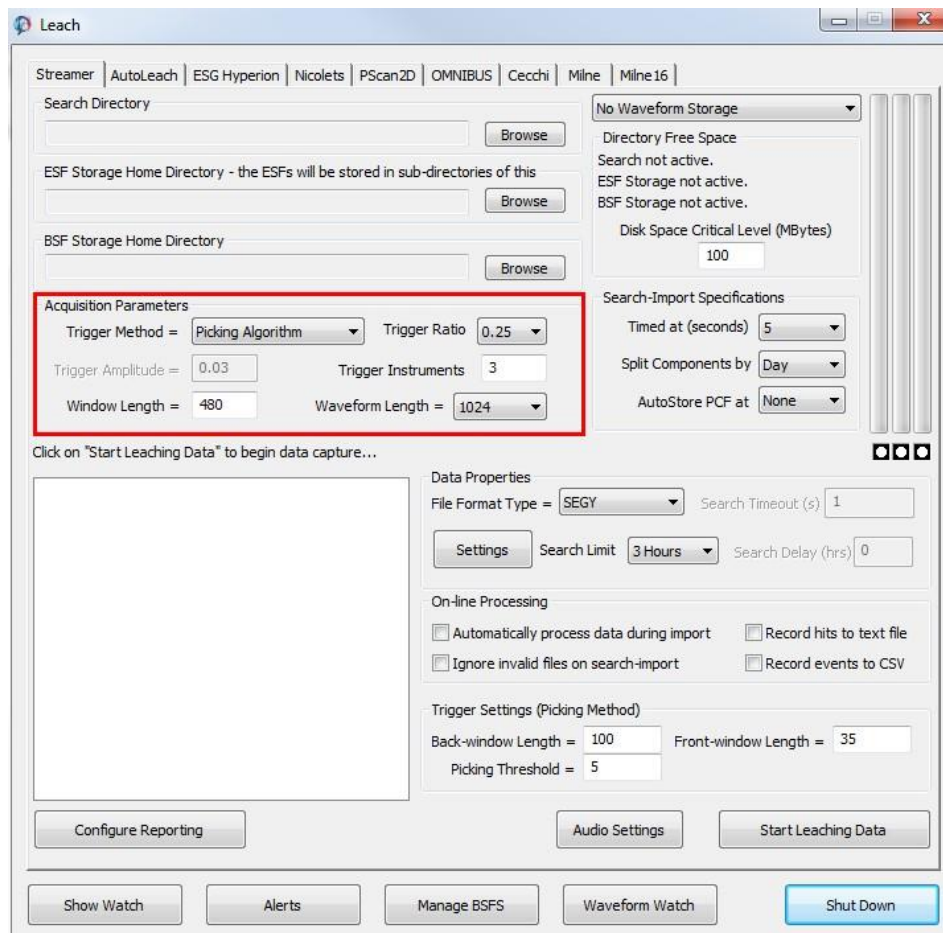 Leach
Streamer AutoLeach ESG Hyperion Nicolets PScan2D OMNIBUS Cecchi Milne Milne16
Search Directory
Browse
ESF Storage Home Directory - the ESFs will be stored in sub-directories of this
Browse
BSF Storage Home Directory
Browse
No Waveform Storage
Directory Free Space
Search not active.
ESF Storage not active.
BSF Storage not active.
Disk Space Critical Level (MBytes)
100
Acquisition Parameters
Trigger Method = Picking Algorithm Trigger Ratio 0.25
Trigger Amplitude = 0.03 Trigger Instruments 3
Window Length = 480 Waveform Length = 1024
Search-Import Specifications
Timed at (seconds) 5
Split Components by Day
AutoStore PCF at None
Click on "Start Leaching Data" to begin data capture...
Data Properties
File Format Type = SEGY Search Timeout (s) 1
Settings Search Limit 3 Hours Search Delay (hrs) 0
On-line Processing
Automatically process data during import Record hits to text file
Ignore invalid files on search-import Record events to CSV
Trigger Settings (Picking Method)
Back-window Length = 100 Front-window Length = 35
Picking Threshold = 5
Configure Reporting Audio Settings Start Leaching Data
Show Watch Alerts Manage BSFS Waveform Watch Shut Down